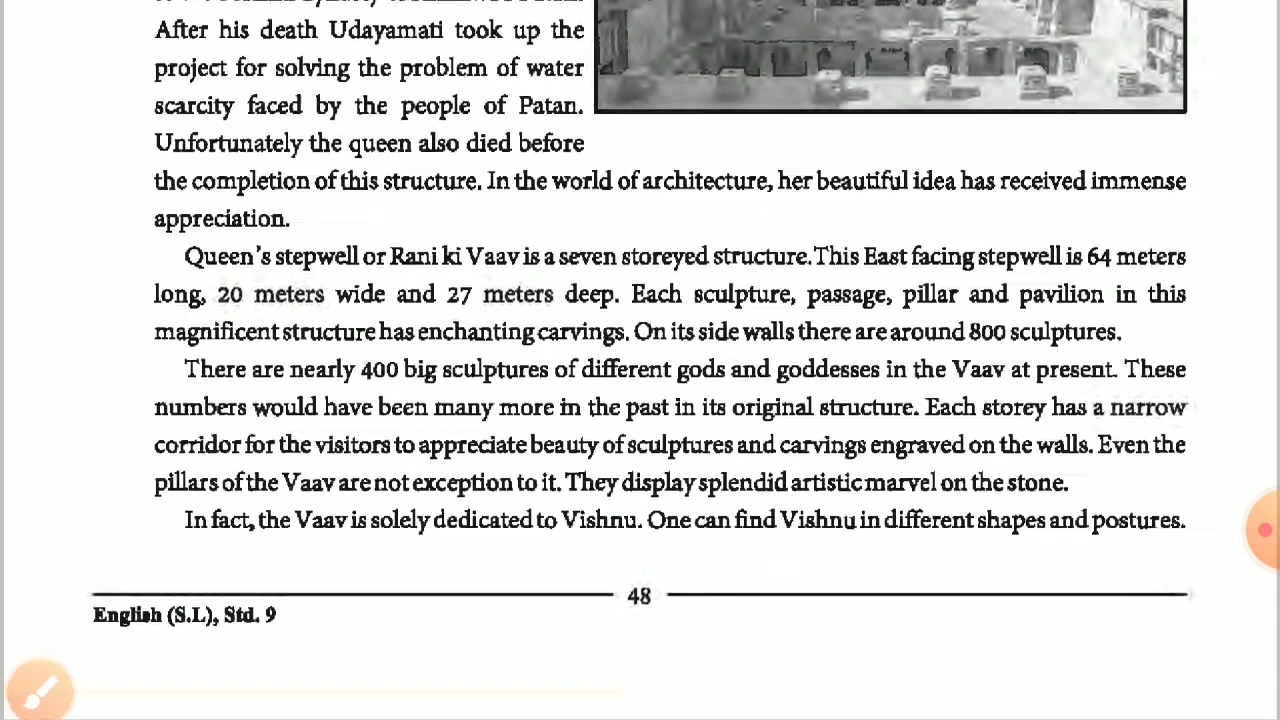 After his death Udayamati took up the
project for solving the problem of water
scarcity faced by the people of Patan.
Unfortunately the queen also died before
the completion of this structure. In the world of architecture, her beautiful idea has received immense
appreciation.
Queen's stepwell or Rani ki Vaav is a seven storeyed structure.This East facing stepwell is 64 meters
long, 20 meters wide and 27 meters deep. Each sculpture, passage, pillar and pavilion in this
magnificent structure has enchanting carvings. On its side walls there are around 800 sculptures.
There are nearly 400 big sculptures of different gods and goddesses in the Vaav at present. These
numbers would have been many more in the past in its original structure. Each storey has a narrow
corridor for the visitors to appreciate beauty of sculptures and carvings engraved on the walls. Even the
pillars of the Vaav are not exception to it. They display splendid artistic marvel on the stone.
In fact, the Vaav is solely dedicated to Vishnu. One can find Vishnu in different shapes and postures.
48
English (S.L), Std. 9